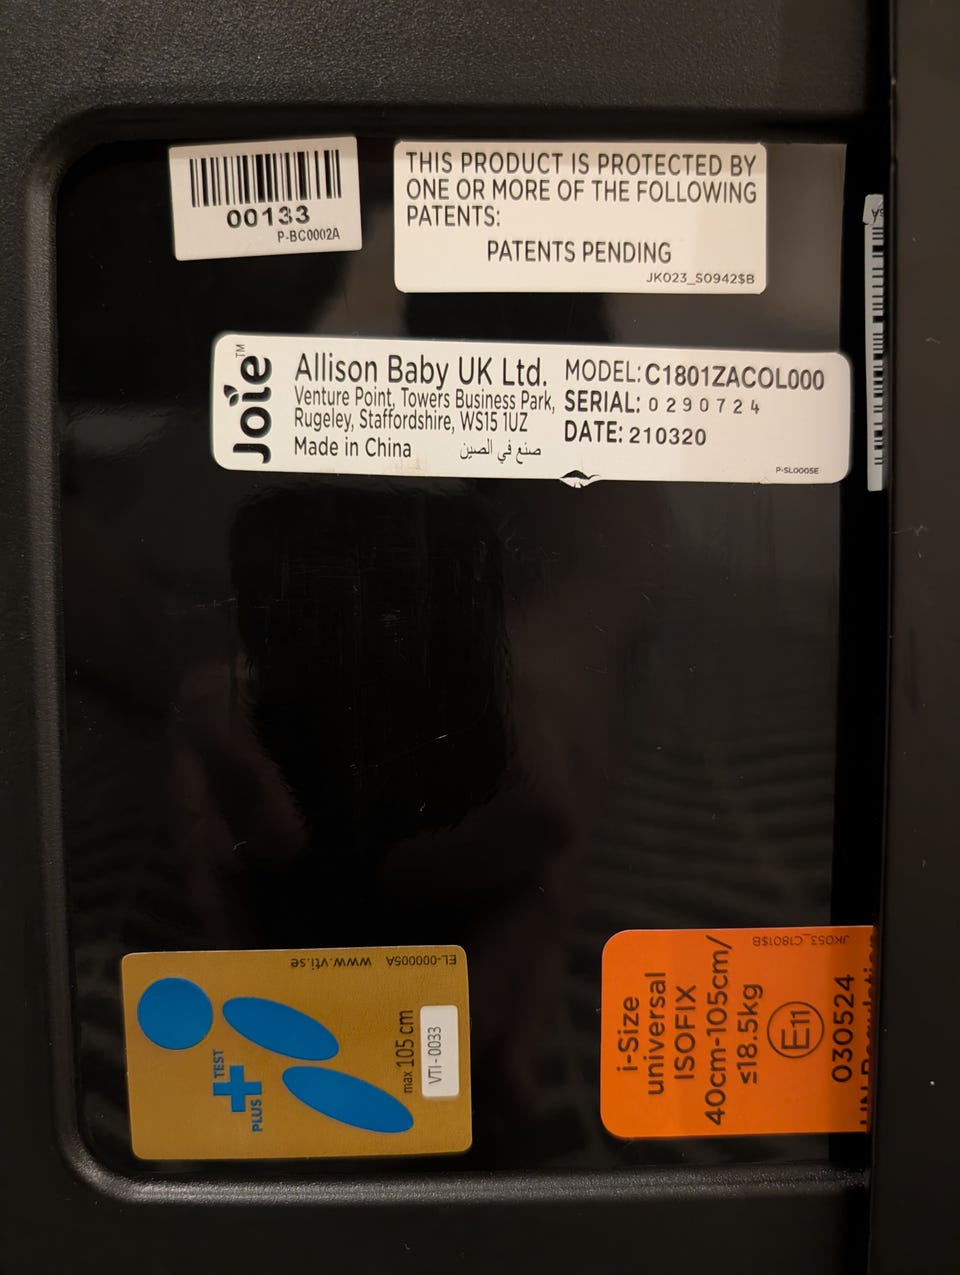 00133
P-BC0002A
THIS PRODUCT IS PROTECTED BY
ONE OR MORE OF THE FOLLOWING
PATENTS:
PATENTS PENDING
JK023_S0942$B
Joie™
Allison Baby UK Ltd.
Venture Point, Towers Business Park,
Rugeley, Staffordshire, WS15 1UZ
Made in China صنع في الصين
MODEL: C1801ZACOL000
SERIAL: 0290724
DATE: 210320
P-SL0005E
EL-000005A www.vti.se
PLUS TEST
max 105 cm
VTI-0033
JK053_C1801$B
i-Size
universal
ISOFIX
40cm-105cm/
≤18.5kg
E11
030524